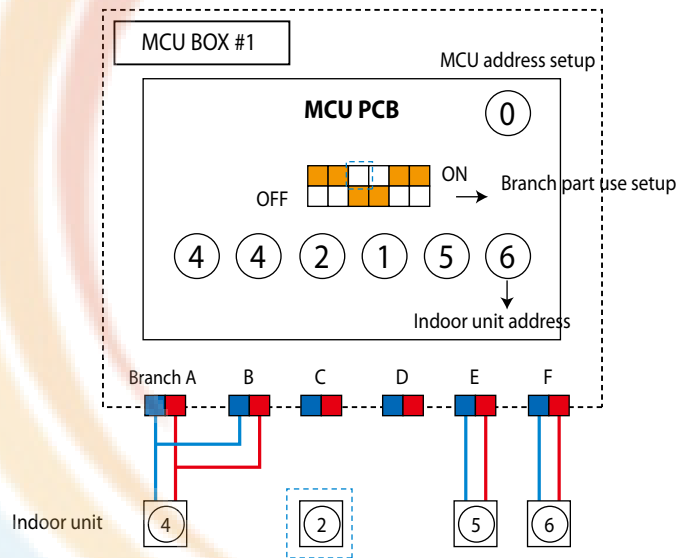 MCU BOX #1
MCU address setup
MCU PCB
0
ON
OFF
Branch part use setup
4 4 2 1 5 6
Indoor unit address
Branch A B C D E F
Indoor unit 4 2 5 6